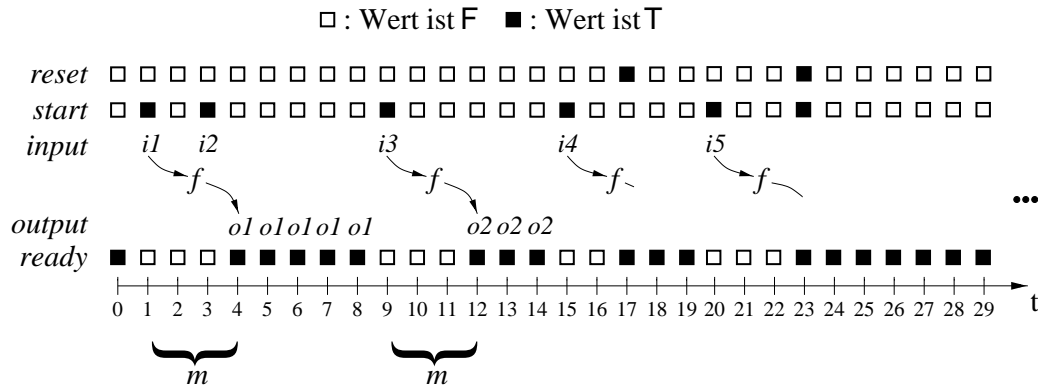 □ : Wert ist F ■ : Wert ist T
reset
start
input i1 i2 i3 i4 i5
f f f f
...
output o1 o1 o1 o1 o1 o2 o2 o2
ready
0 1 2 3 4 5 6 7 8 9 10 11 12 13 14 15 16 17 18 19 20 21 22 23 24 25 26 27 28 29 t
m m